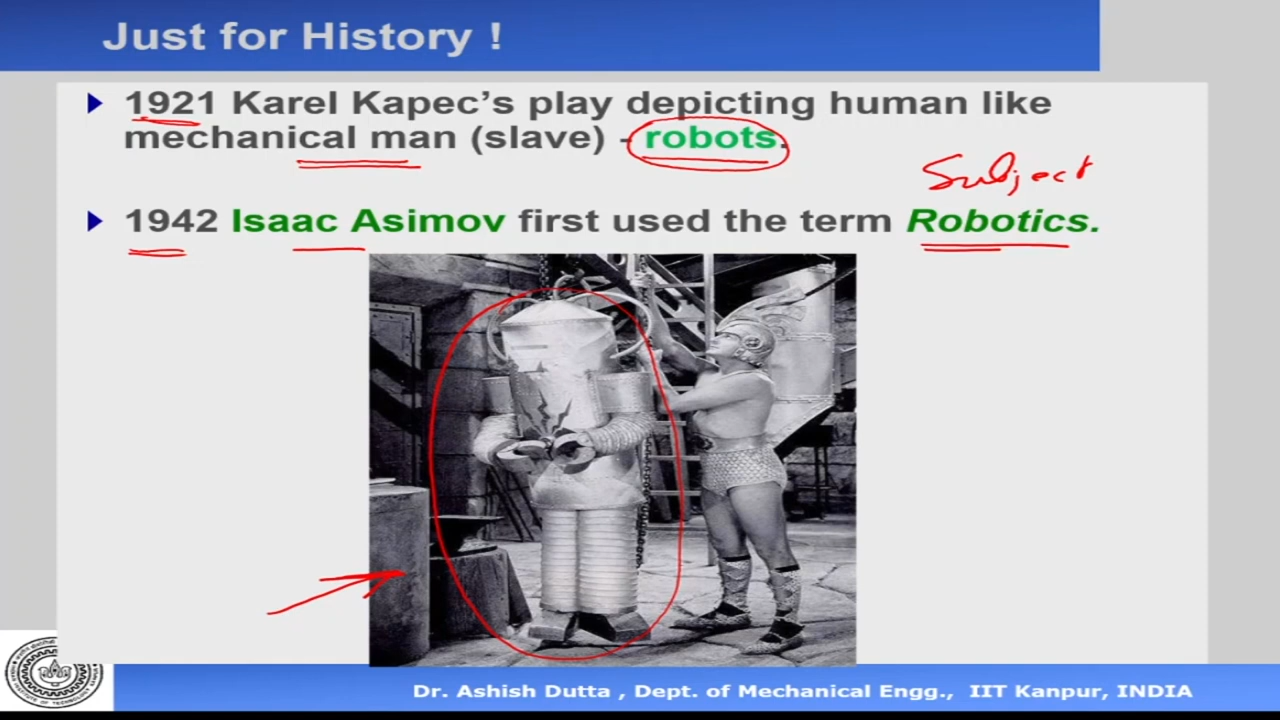 Just for History !
1921 Karel Kapec's play depicting human like
mechanical man (slave) - robots.
Subject
1942 Isaac Asimov first used the term Robotics.
Dr. Ashish Dutta , Dept. of Mechanical Engg., IIT Kanpur, INDIA